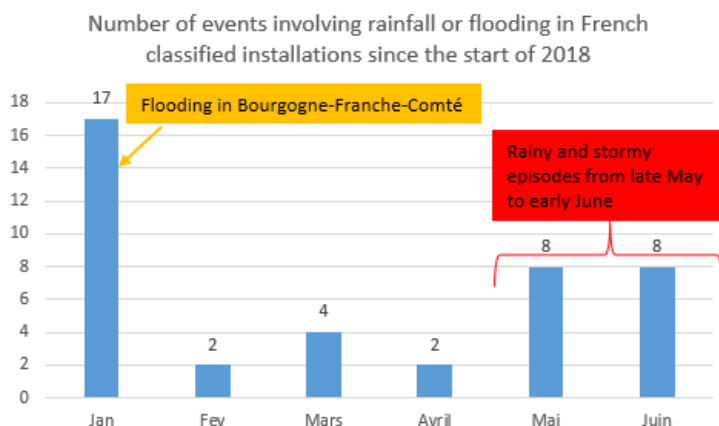 Number of events involving rainfall or flooding in French
classified installations since the start of 2018
18
16
14
12
10
8
6
4
2
0
17
Flooding in Bourgogne-Franche-Comté
2
4
2
Rainy and stormy
episodes from late May
to early June
8
8
Jan
Fev
Mars
Avril
Mai
Juin